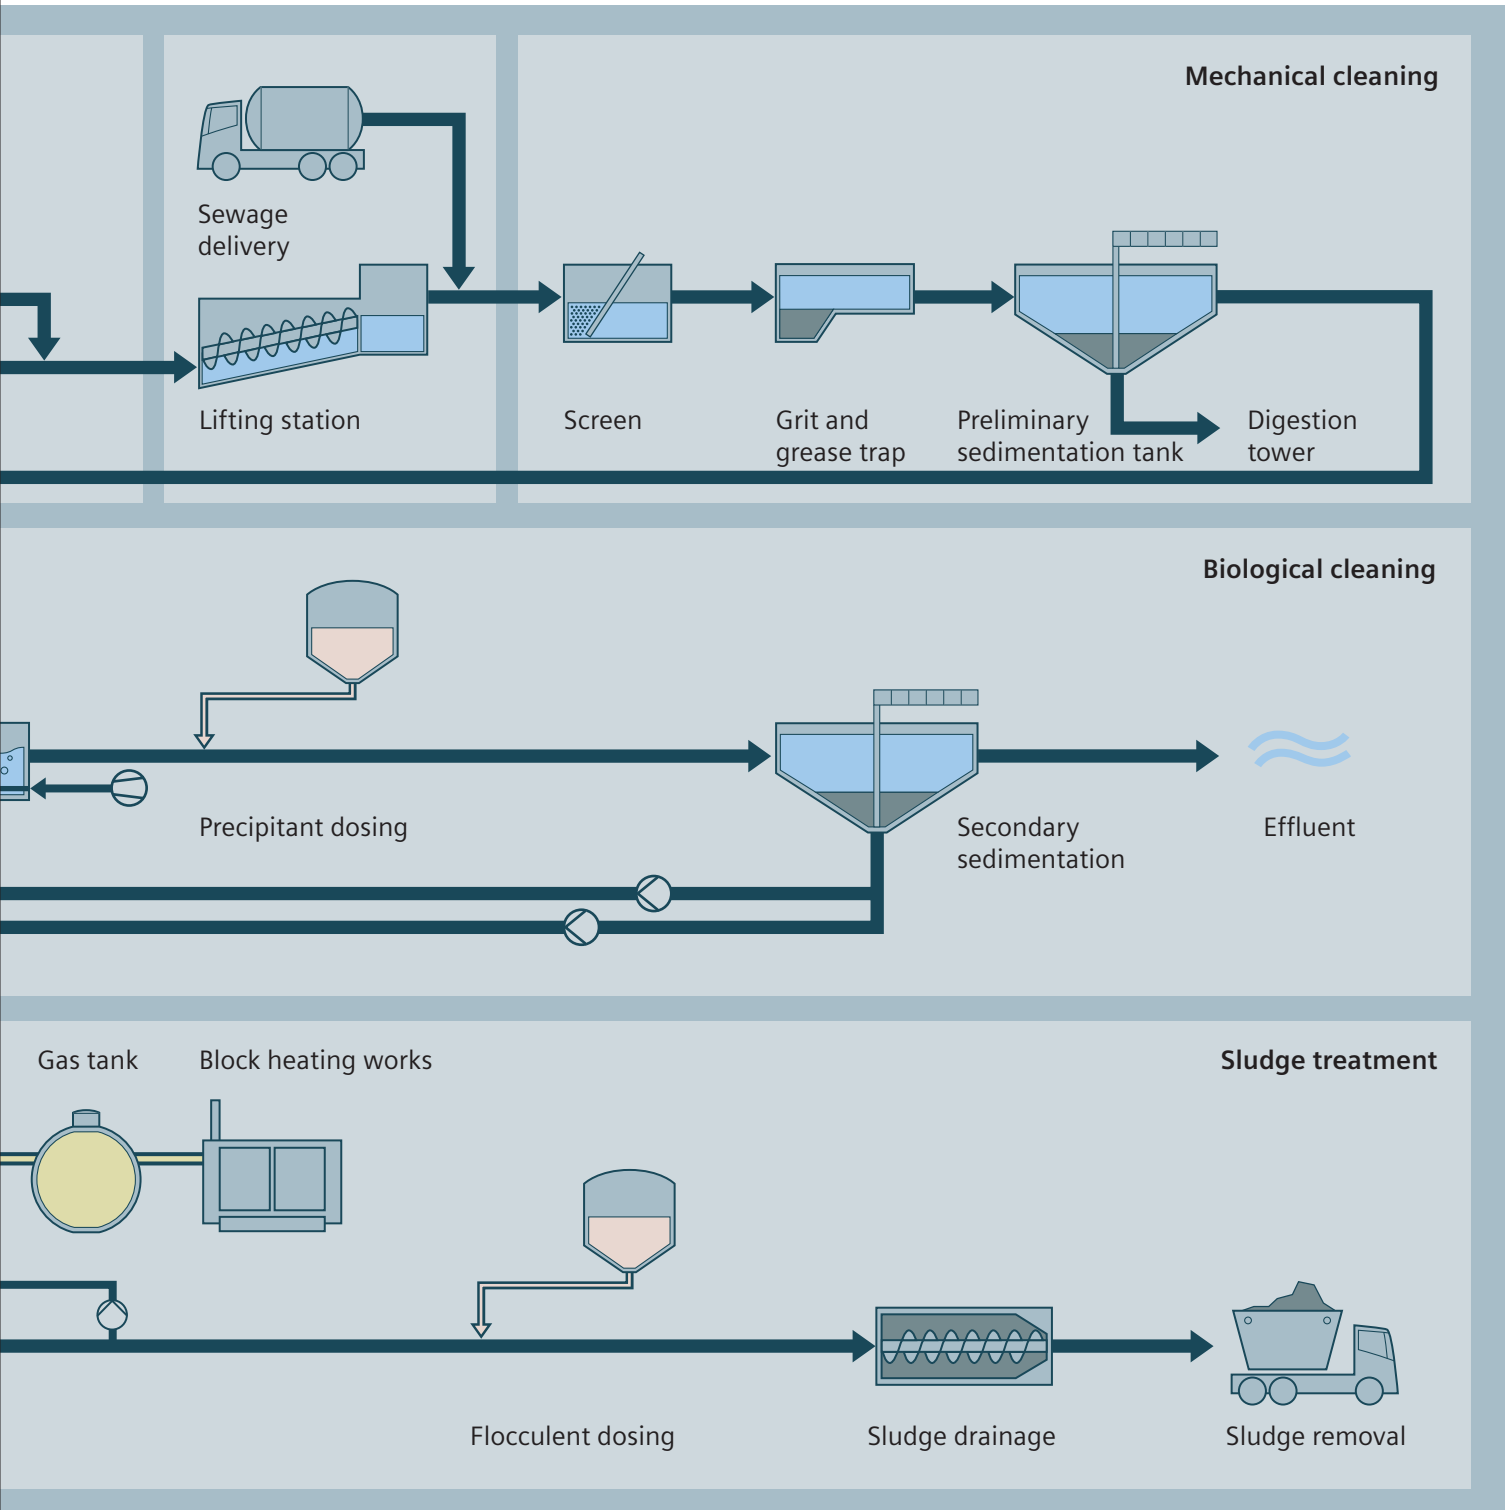 Mechanical cleaning
Sewage
delivery
Lifting station
Screen
Grit and
grease trap
Preliminary
sedimentation tank
Digestion
tower
Biological cleaning
Precipitant dosing
Secondary
sedimentation
Effluent
Gas tank
Block heating works
Sludge treatment
Flocculent dosing
Sludge drainage
Sludge removal